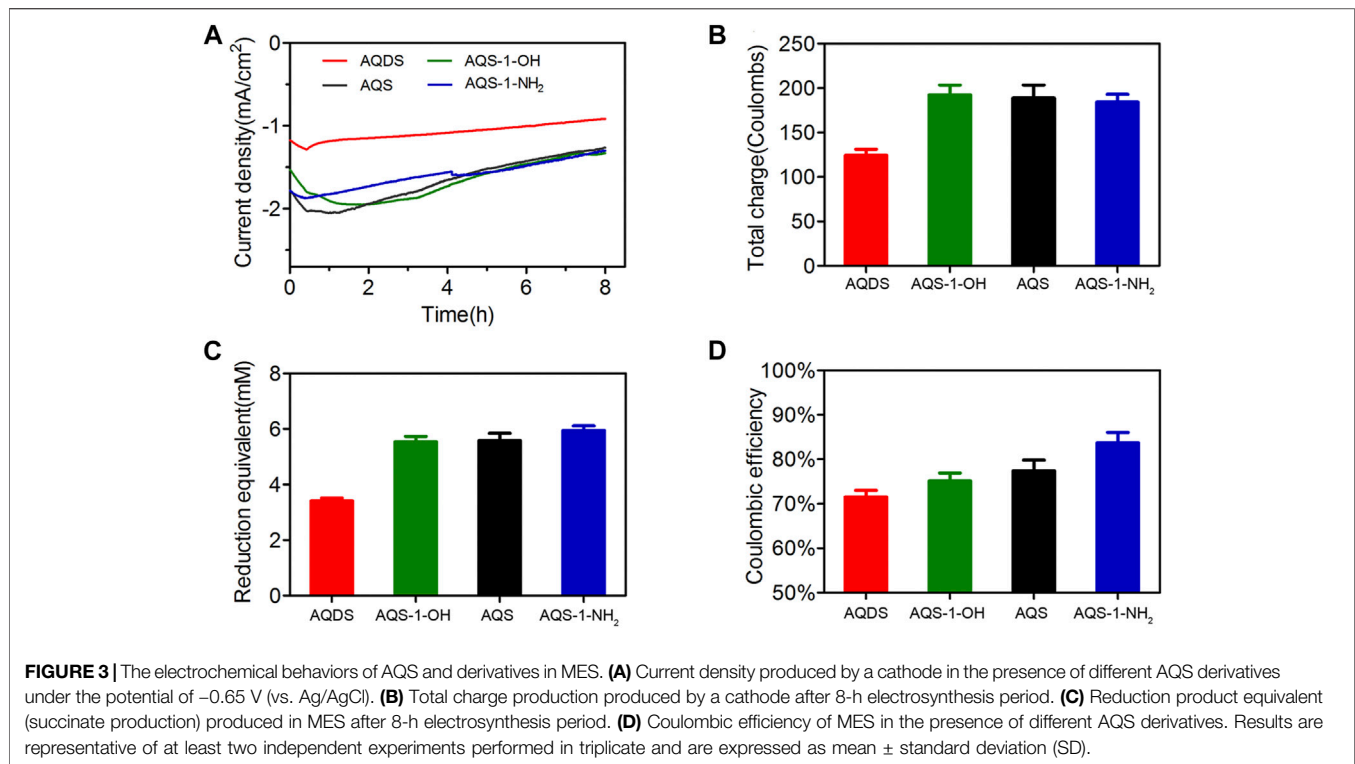 A
0
-1
-2
Current density(mA/cm²)
AQDS
AQS
AQS-1-OH
AQS-1-NH₂
0 2 4 6 8
Time(h)
B
250
200
150
100
50
0
Total charge(Coulombs)
AQDS AQS-1-OH AQS AQS-1-NH₂
C
8
6
4
2
0
Reduction equivalent(mM)
AQDS AQS-1-OH AQS AQS-1-NH₂
D
100%
90%
80%
70%
60%
50%
Coulombic efficiency
AQDS AQS-1-OH AQS AQS-1-NH₂
FIGURE 3 | The electrochemical behaviors of AQS and derivatives in MES. (A) Current density produced by a cathode in the presence of different AQS derivatives
under the potential of −0.65 V (vs. Ag/AgCl). (B) Total charge production produced by a cathode after 8-h electrosynthesis period. (C) Reduction product equivalent
(succinate production) produced in MES after 8-h electrosynthesis period. (D) Coulombic efficiency of MES in the presence of different AQS derivatives. Results are
representative of at least two independent experiments performed in triplicate and are expressed as mean ± standard deviation (SD).